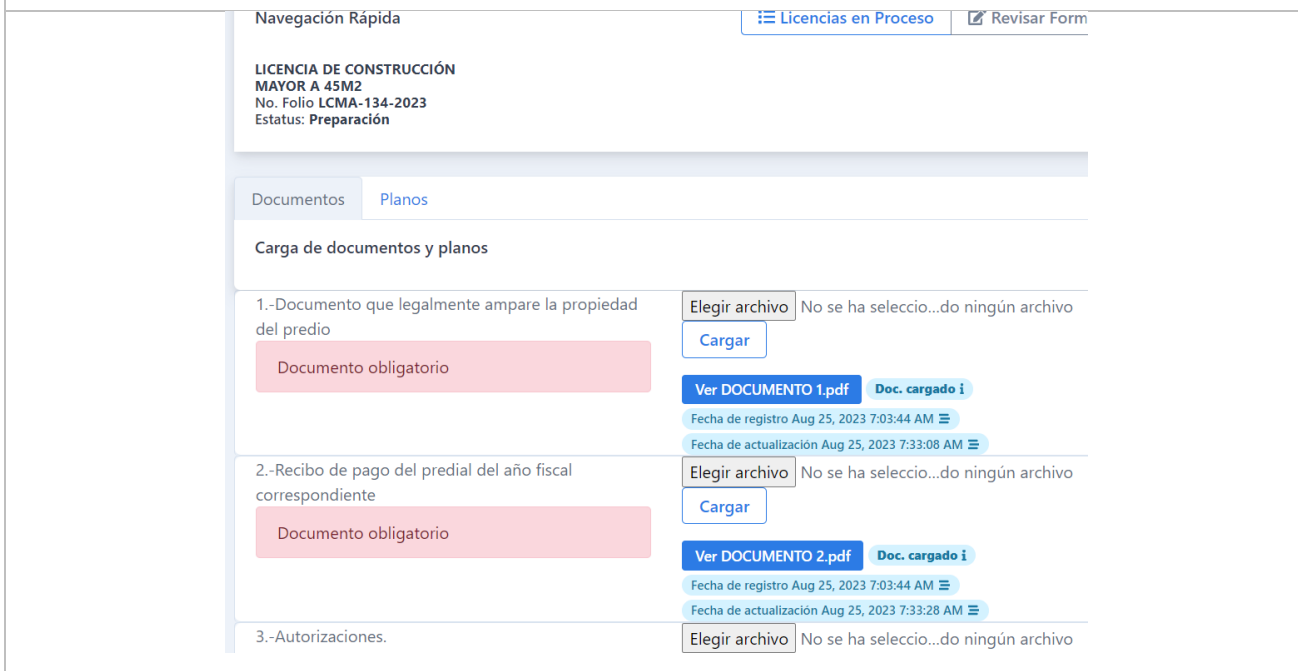 Navegación Rápida
Licencias en Proceso
Revisar Form
LICENCIA DE CONSTRUCCIÓN
MAYOR A 45M2
No. Folio LCMA-134-2023
Estatus: Preparación
Documentos
Planos
Carga de documentos y planos
1.-Documento que legalmente ampare la propiedad
del predio
Documento obligatorio
Elegir archivo No se ha seleccio...do ningún archivo
Cargar
Ver DOCUMENTO 1.pdf
Doc. cargado
Fecha de registro Aug 25, 2023 7:03:44 AM
Fecha de actualización Aug 25, 2023 7:33:08 AM
2.-Recibo de pago del predial del año fiscal
correspondiente
Documento obligatorio
Elegir archivo No se ha seleccio...do ningún archivo
Cargar
Ver DOCUMENTO 2.pdf
Doc. cargado
Fecha de registro Aug 25, 2023 7:03:44 AM
Fecha de actualización Aug 25, 2023 7:33:28 AM
3.-Autorizaciones.
Elegir archivo No se ha seleccio...do ningún archivo